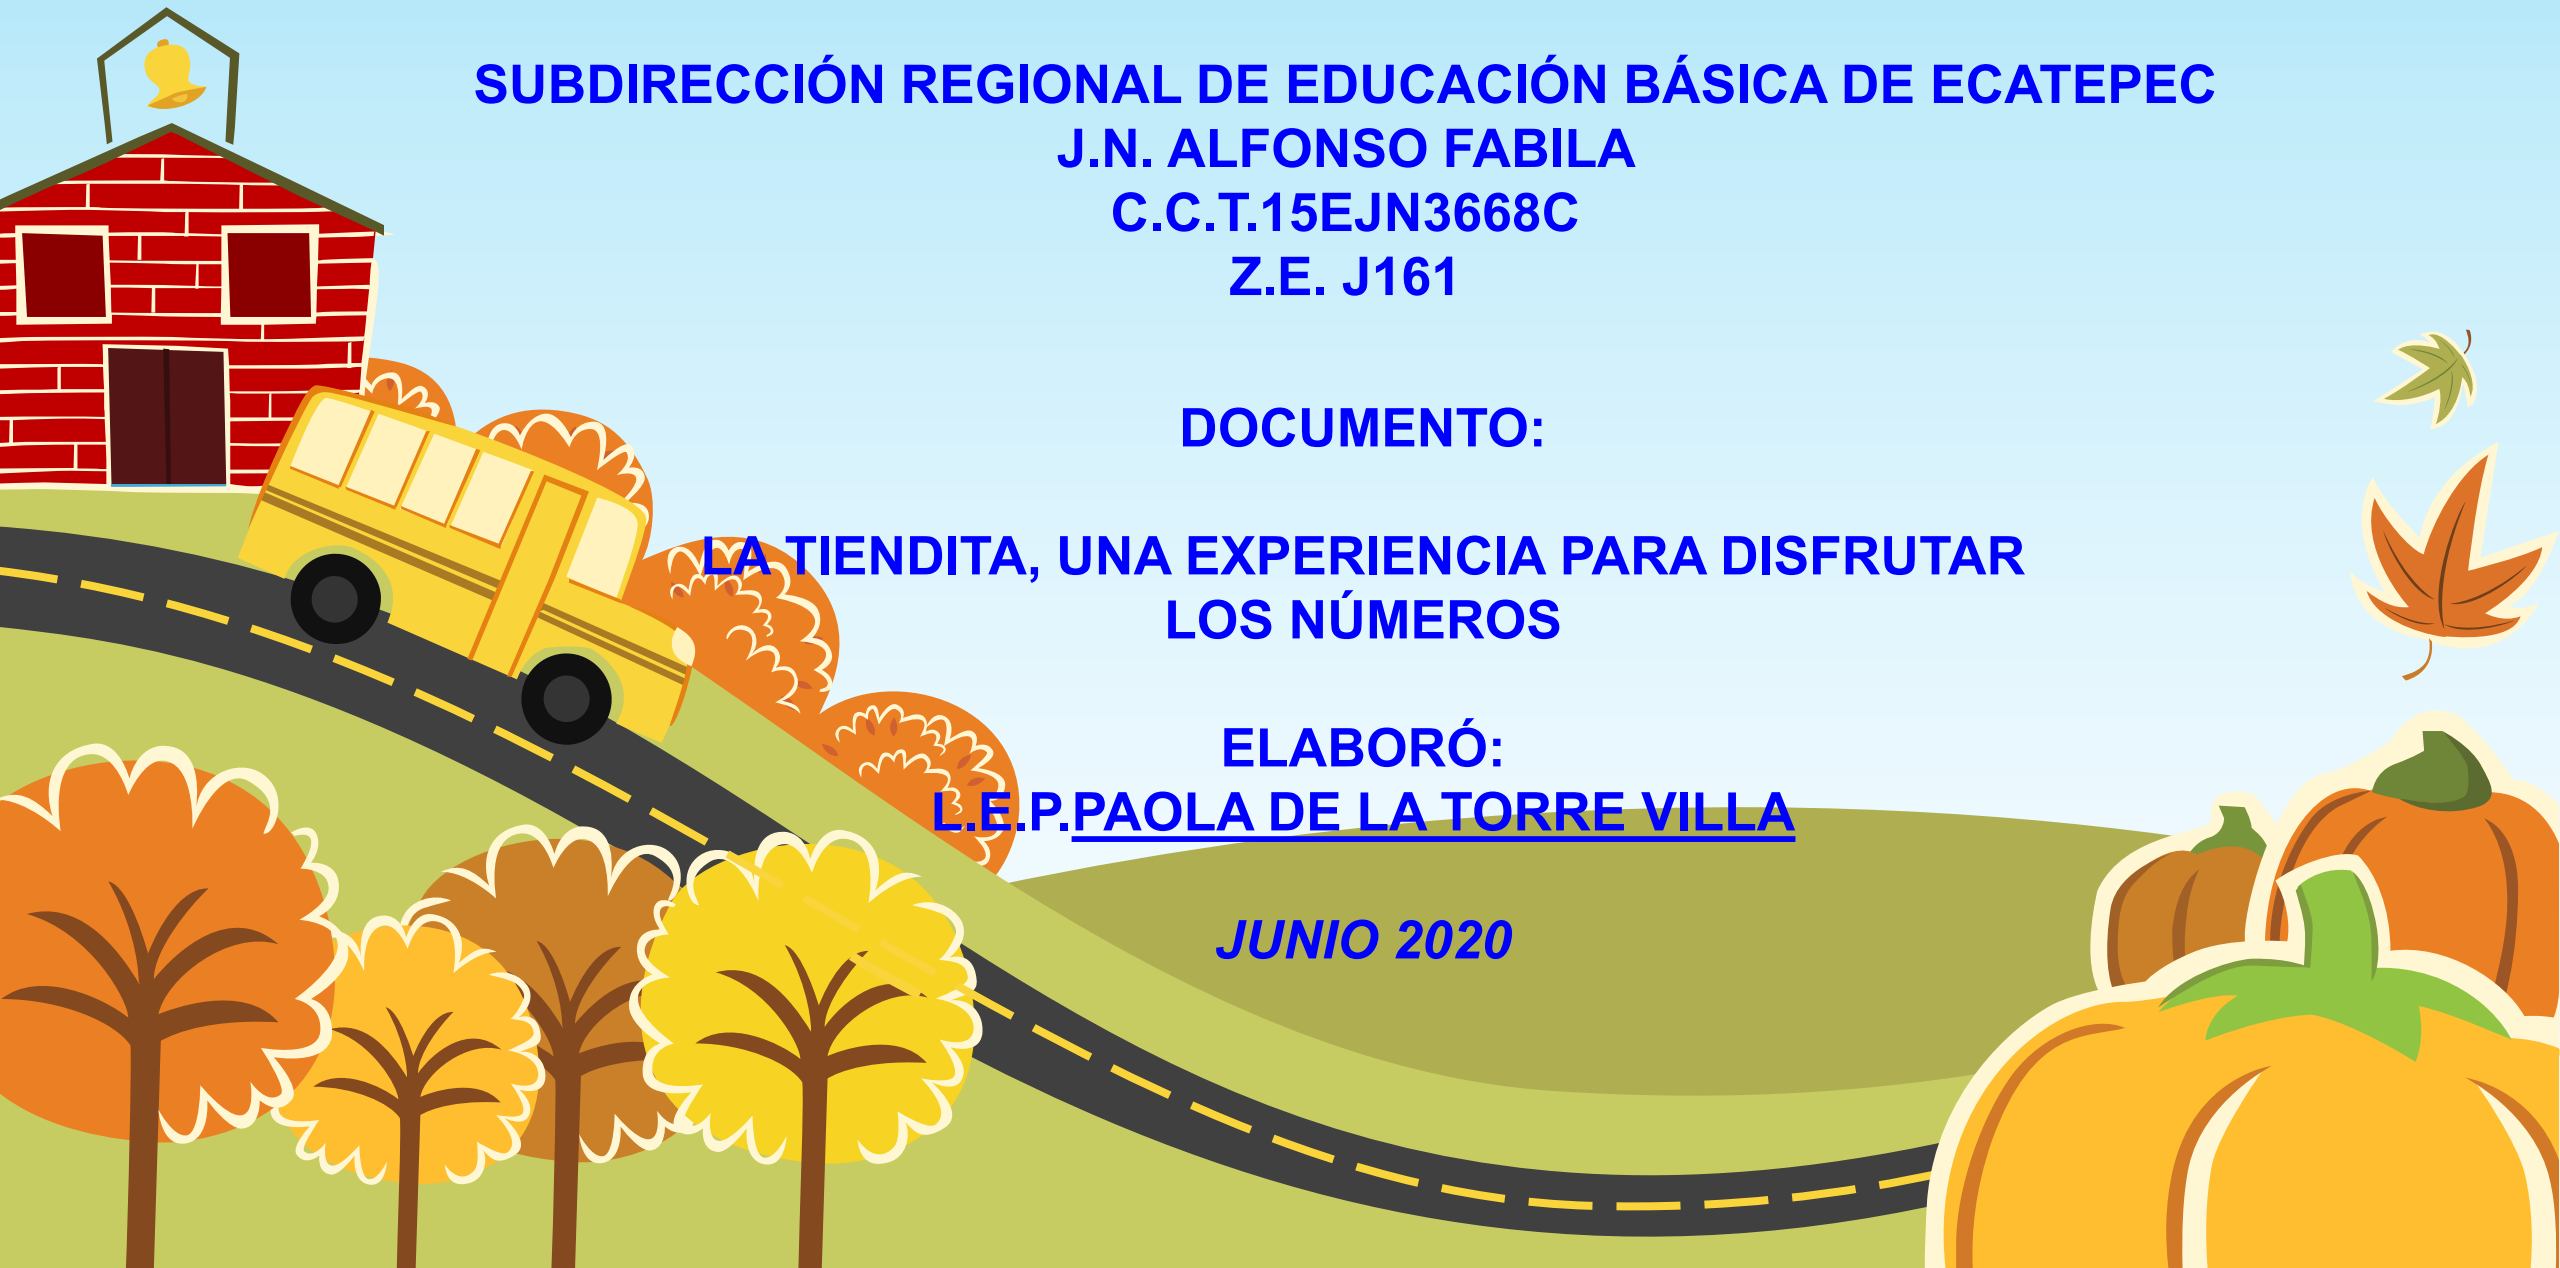 SUBDIRECCIÓN REGIONAL DE EDUCACIÓN BÁSICA DE ECATEPEC
J.N. ALFONSO FABILA
C.C.T.15EJN3668C
Z.E. J161
DOCUMENTO:
LA TIENDITA, UNA EXPERIENCIA PARA DISFRUTAR
LOS NÚMEROS
ELABORÓ:
L.E.P.PAOLA DE LA TORRE VILLA
JUNIO 2020